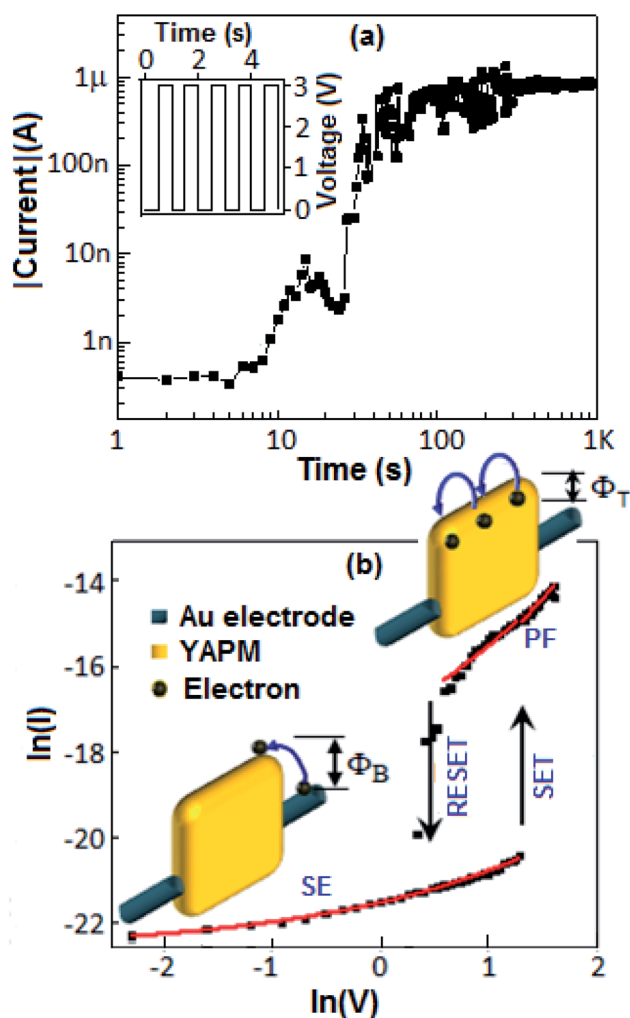 Time (s)
0 2 4
(a)
3
2
1
0
Voltage (V)
1μ
100n
10n
1n
|Current|(A)
1 10 100 1K
Time (s)
Φ_T
(b)
-14
-16
-18
-20
-22
ln(I)
Au electrode
YAPM
Electron
PF
Φ_B
RESET
SET
SE
-2 -1 0 1 2
ln(V)